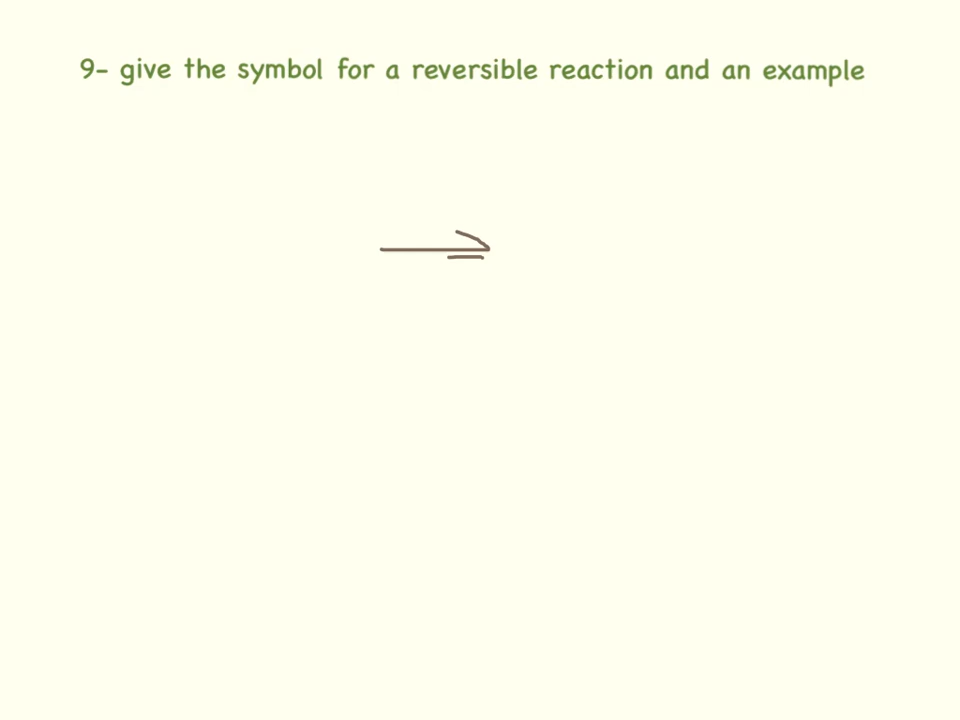 9- give the symbol for a reversible reaction and an example